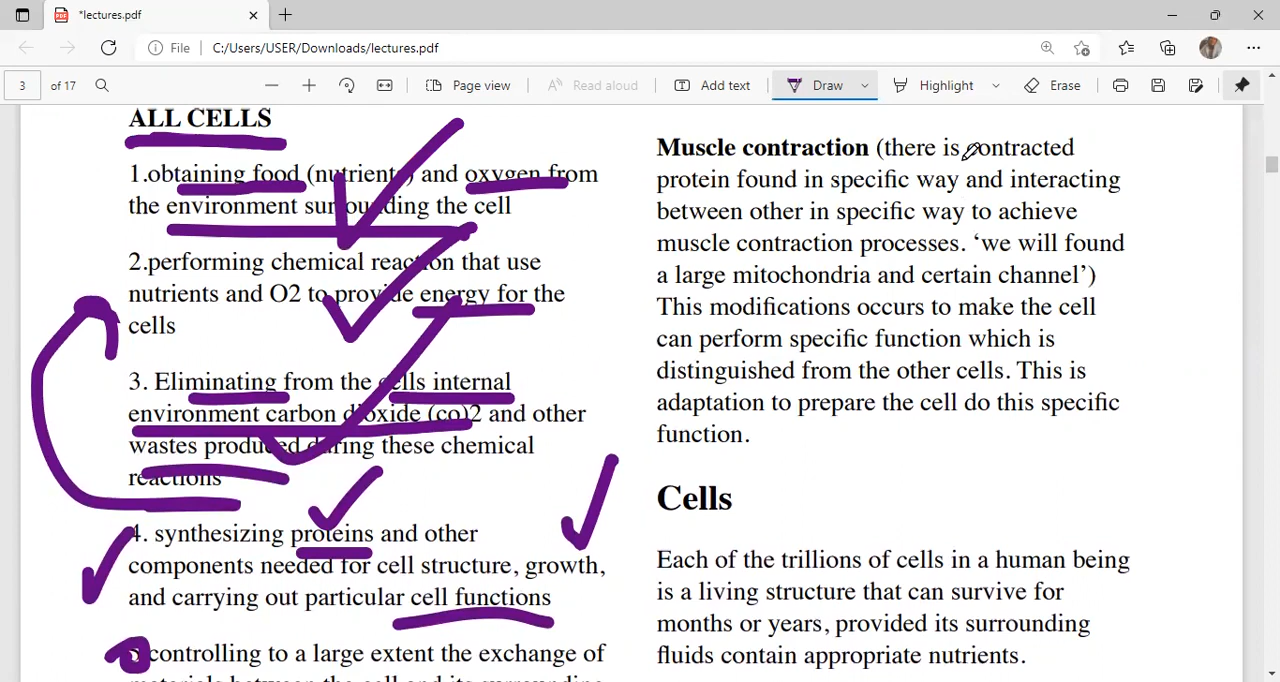 *lectures.pdf
File
C:/Users/USER/Downloads/lectures.pdf
3 of 17
Page view
Read aloud
Add text
Draw
Highlight
Erase
ALL CELLS
1.obtaining food (nutrients) and oxygen from
the environment surrounding the cell
2.performing chemical reaction that use
nutrients and O2 to provide energy for the
cells
3. Eliminating from the cells internal
environment carbon dioxide (co)2 and other
wastes produced during these chemical
reactions
4. synthesizing proteins and other
components needed for cell structure, growth,
and carrying out particular cell functions
controlling to a large extent the exchange of
materials between the cell and its surrounding
Muscle contraction (there is contracted
protein found in specific way and interacting
between other in specific way to achieve
muscle contraction processes. ‘we will found
a large mitochondria and certain channel’)
This modifications occurs to make the cell
can perform specific function which is
distinguished from the other cells. This is
adaptation to prepare the cell do this specific
function.
Cells
Each of the trillions of cells in a human being
is a living structure that can survive for
months or years, provided its surrounding
fluids contain appropriate nutrients.